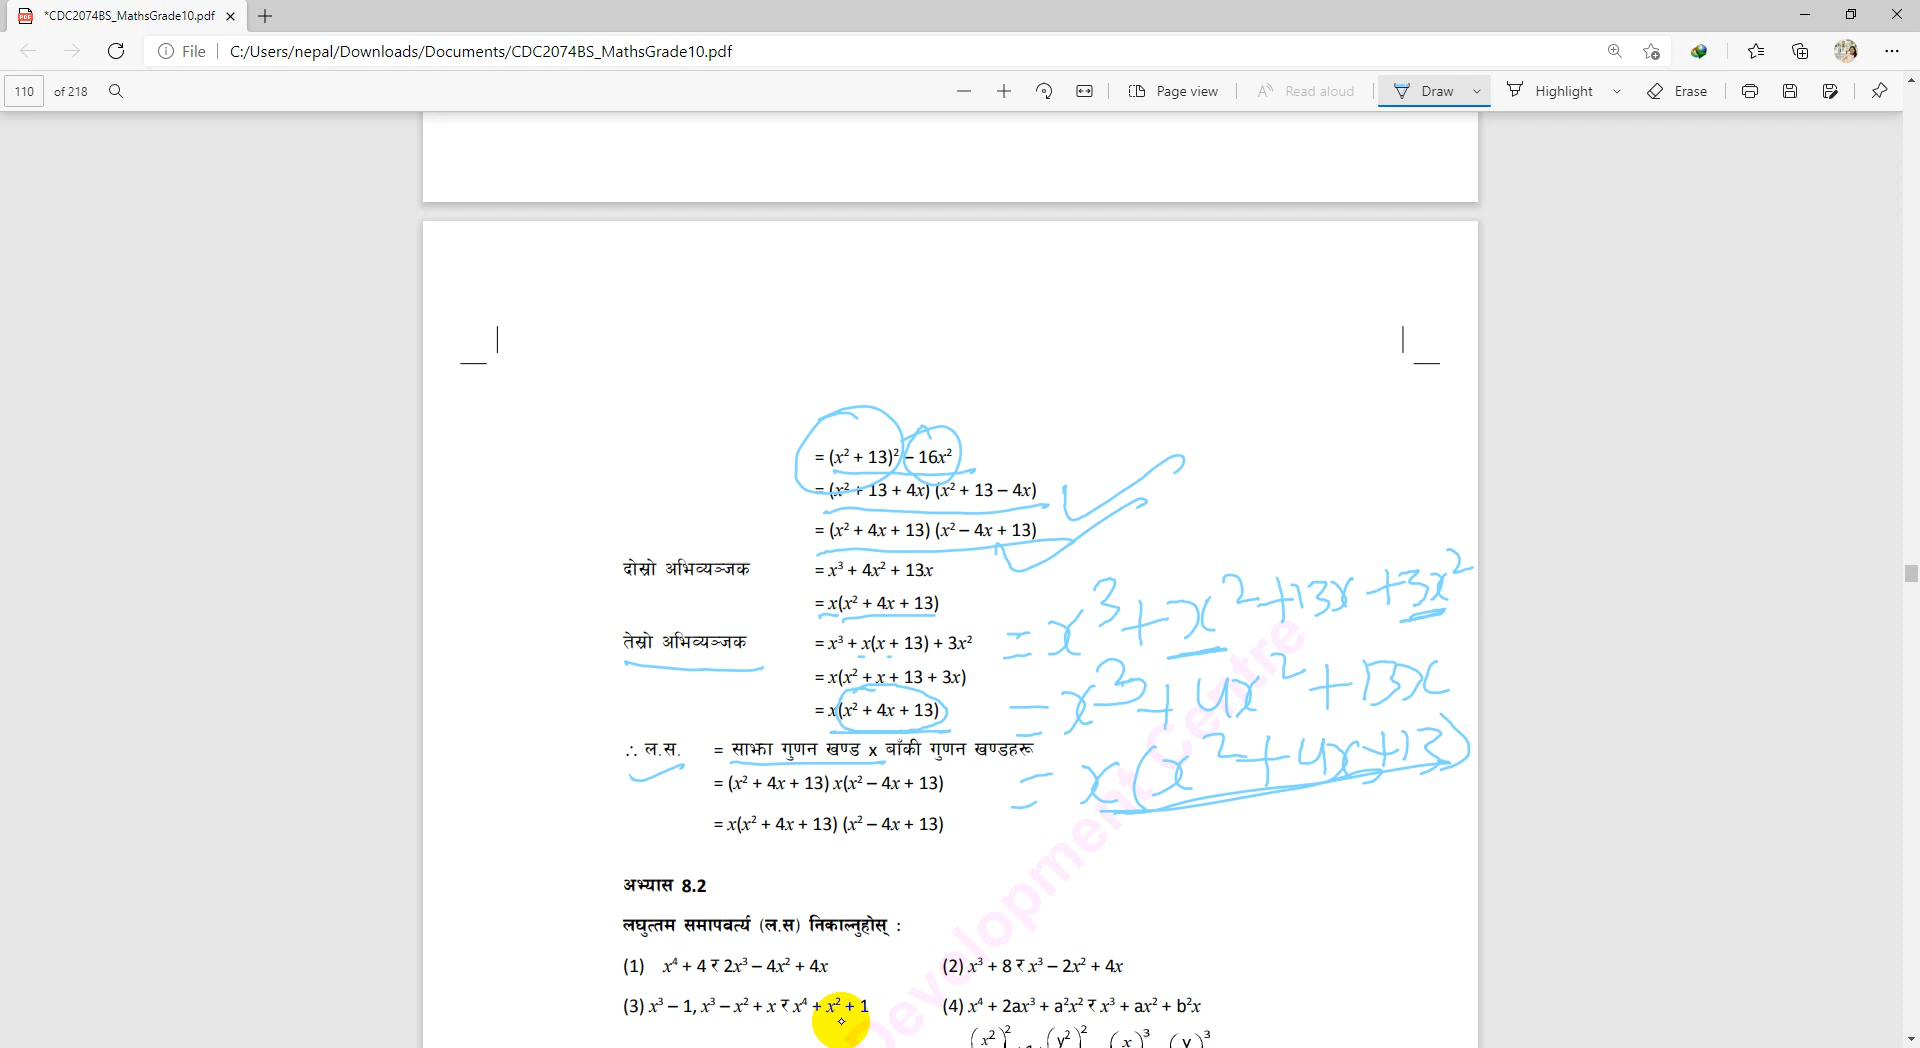 *CDC2074BS_MathsGrade10.pdf
File C:/Users/nepal/Downloads/Documents/CDC2074BS_MathsGrade10.pdf
110 of 218 Page view Read aloud Draw Highlight Erase
= (x² + 13)² – 16x²
= (x² + 13 + 4x) (x² + 13 – 4x)
= (x² + 4x + 13) (x² – 4x + 13)
दोस्रो अभिव्यञ्जक = x³ + 4x² + 13x
= x(x² + 4x + 13)
= x³ + x² + 13x + 3x²
तेस्रो अभिव्यञ्जक = x³ + x(x + 13) + 3x²
= x(x² + x + 13 + 3x)
= x³ + 4x² + 13x
= x(x² + 4x + 13)
∴ ल.स. = साझा गुणन खण्ड x बाँकी गुणन खण्डहरू
= (x² + 4x + 13) x(x² – 4x + 13)
= x(x² + 4x + 13)
= x(x² + 4x + 13) (x² – 4x + 13)
अभ्यास 8.2
लघुत्तम समापवर्त्य (ल.स) निकाल्नुहोस् :
(1) x⁴ + 4 र 2x³ – 4x² + 4x (2) x³ + 8 र x³ – 2x² + 4x
(3) x³ – 1, x³ – x² + x र x⁴ + x² + 1 (4) x⁴ + 2ax³ + a²x² र x³ + ax² + b²x
Development Centre